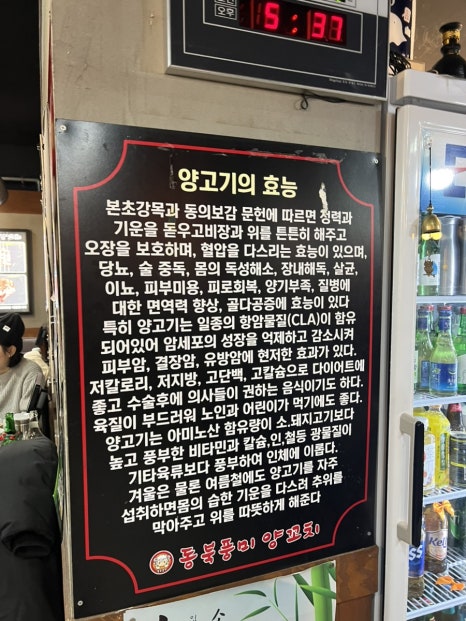 오후 5:37
양고기의 효능
본초강목과 동의보감 문헌에 따르면 정력과
기운을 돋우고비장과 위를 튼튼히 해주고
오장을 보호하며, 혈압을 다스리는 효능이 있으며,
당뇨, 술 중독, 몸의 독성해소, 장내해독, 살균,
이뇨, 피부미용, 피로회복, 양기부족, 질병에
대한 면역력 향상, 골다공증에 효능이 있다
특히 양고기는 일종의 항암물질(CLA)이 함유
되어있어 암세포의 성장을 억제하고 감소시켜
피부암, 결장암, 유방암에 현저한 효과가 있다.
저칼로리, 저지방, 고단백, 고칼슘으로 다이어트에
좋고 수술후에 의사들이 권하는 음식이기도 하다.
육질이 부드러워 노인과 어린이가 먹기에도 좋다.
양고기는 아미노산 함유량이 소.돼지고기보다
높고 풍부한 비타민과 칼슘,인,철등 광물질이
기타육류보다 풍부하여 인체에 이롭다.
겨울은 물론 여름철에도 양고기를 자주
섭취하면몸의 습한 기운을 다스려 추위를
막아주고 위를 따뜻하게 해준다
동북풍미 양꼬치